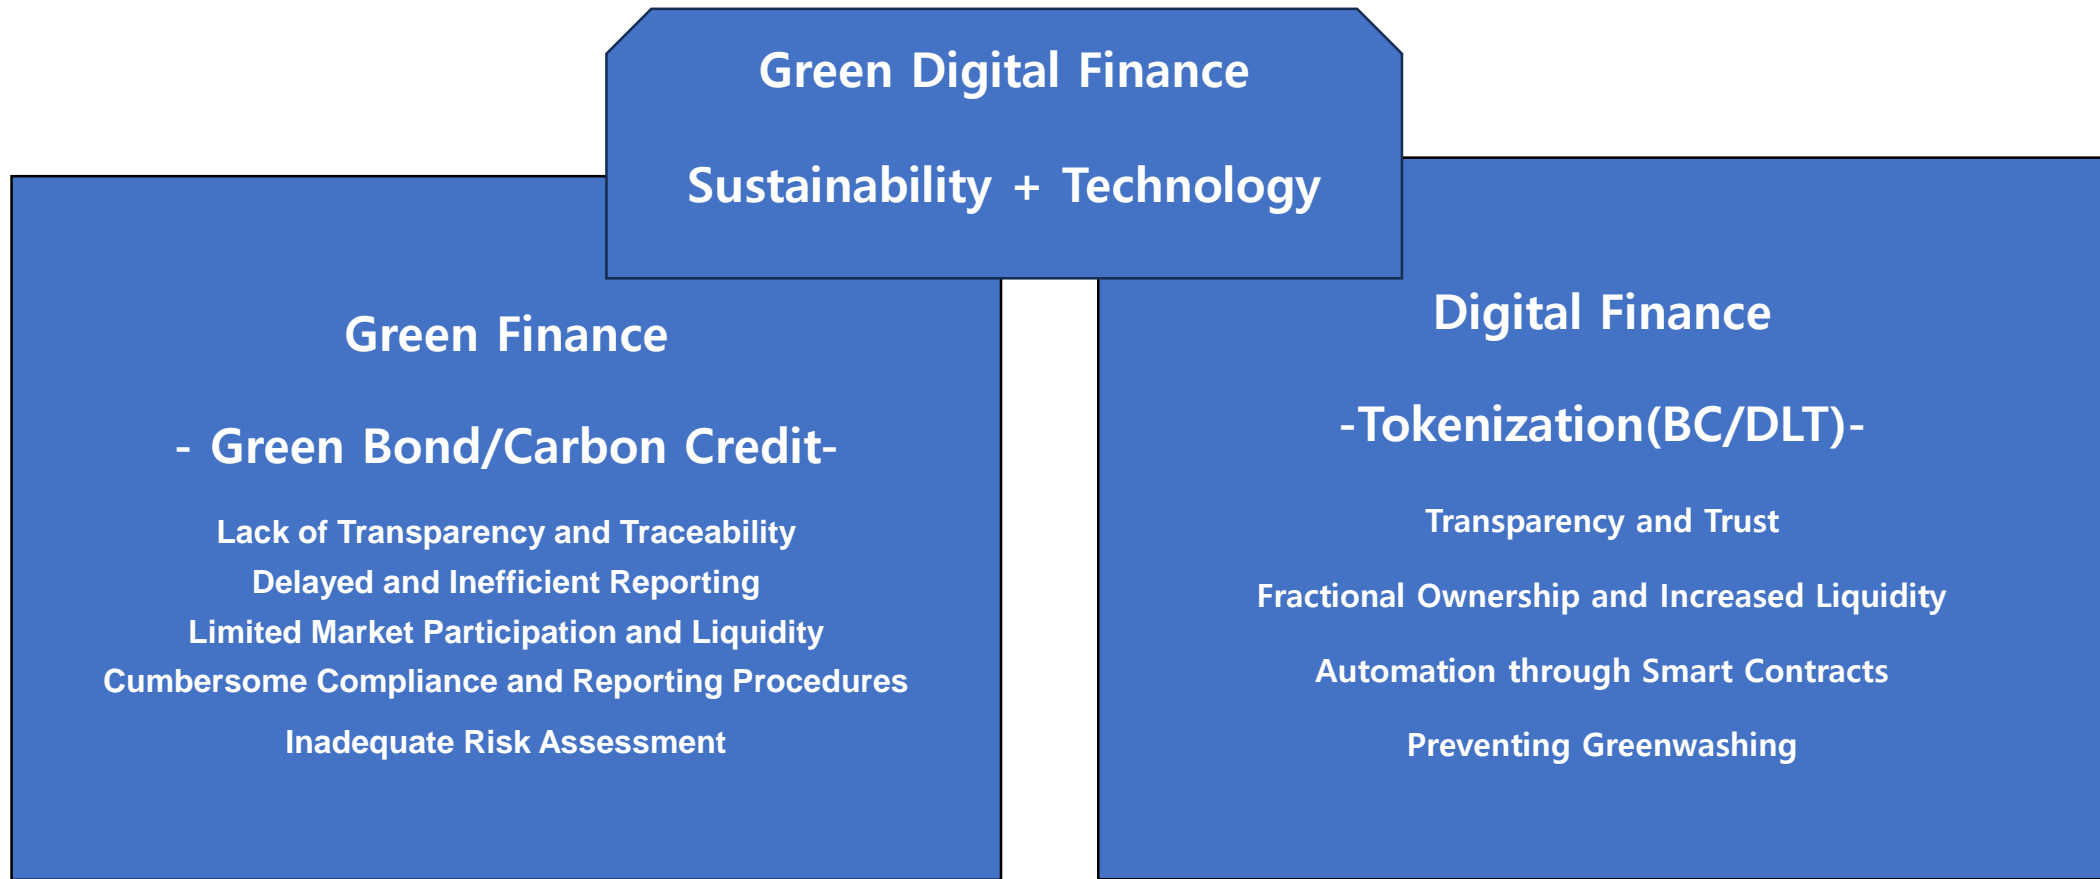 Green Digital Finance
Sustainability + Technology
Green Finance
- Green Bond/Carbon Credit-
Lack of Transparency and Traceability
Delayed and Inefficient Reporting
Limited Market Participation and Liquidity
Cumbersome Compliance and Reporting Procedures
Inadequate Risk Assessment
Digital Finance
-Tokenization(BC/DLT)-
Transparency and Trust
Fractional Ownership and Increased Liquidity
Automation through Smart Contracts
Preventing Greenwashing